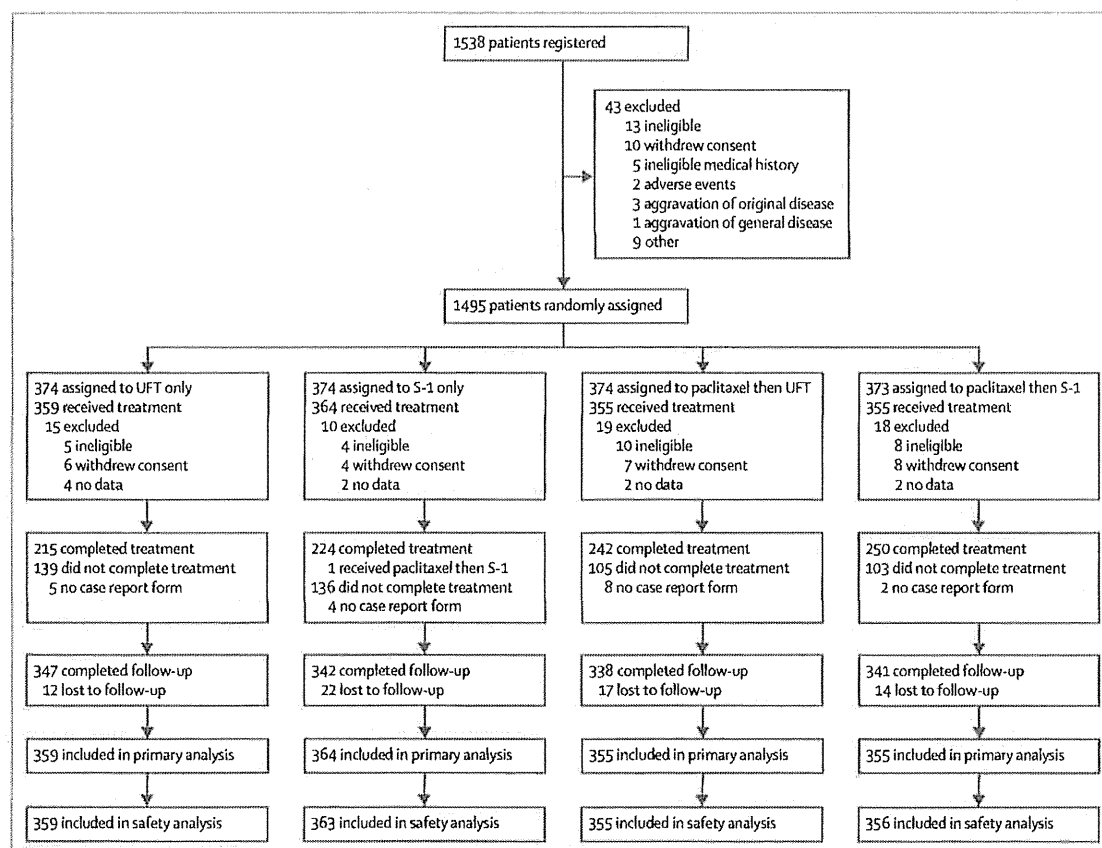 1538 patients registered
43 excluded
13 ineligible
10 withdrew consent
5 ineligible medical history
2 adverse events
3 aggravation of original disease
1 aggravation of general disease
9 other
1495 patients randomly assigned
374 assigned to UFT only
359 received treatment
15 excluded
5 ineligible
6 withdrew consent
4 no data
374 assigned to S-1 only
364 received treatment
10 excluded
4 ineligible
4 withdrew consent
2 no data
374 assigned to paclitaxel then UFT
355 received treatment
19 excluded
10 ineligible
7 withdrew consent
2 no data
373 assigned to paclitaxel then S-1
355 received treatment
18 excluded
8 ineligible
8 withdrew consent
2 no data
215 completed treatment
139 did not complete treatment
5 no case report form
224 completed treatment
1 received paclitaxel then S-1
136 did not complete treatment
4 no case report form
242 completed treatment
105 did not complete treatment
8 no case report form
250 completed treatment
103 did not complete treatment
2 no case report form
347 completed follow-up
12 lost to follow-up
342 completed follow-up
22 lost to follow-up
338 completed follow-up
17 lost to follow-up
341 completed follow-up
14 lost to follow-up
359 included in primary analysis
364 included in primary analysis
355 included in primary analysis
355 included in primary analysis
359 included in safety analysis
363 included in safety analysis
355 included in safety analysis
356 included in safety analysis